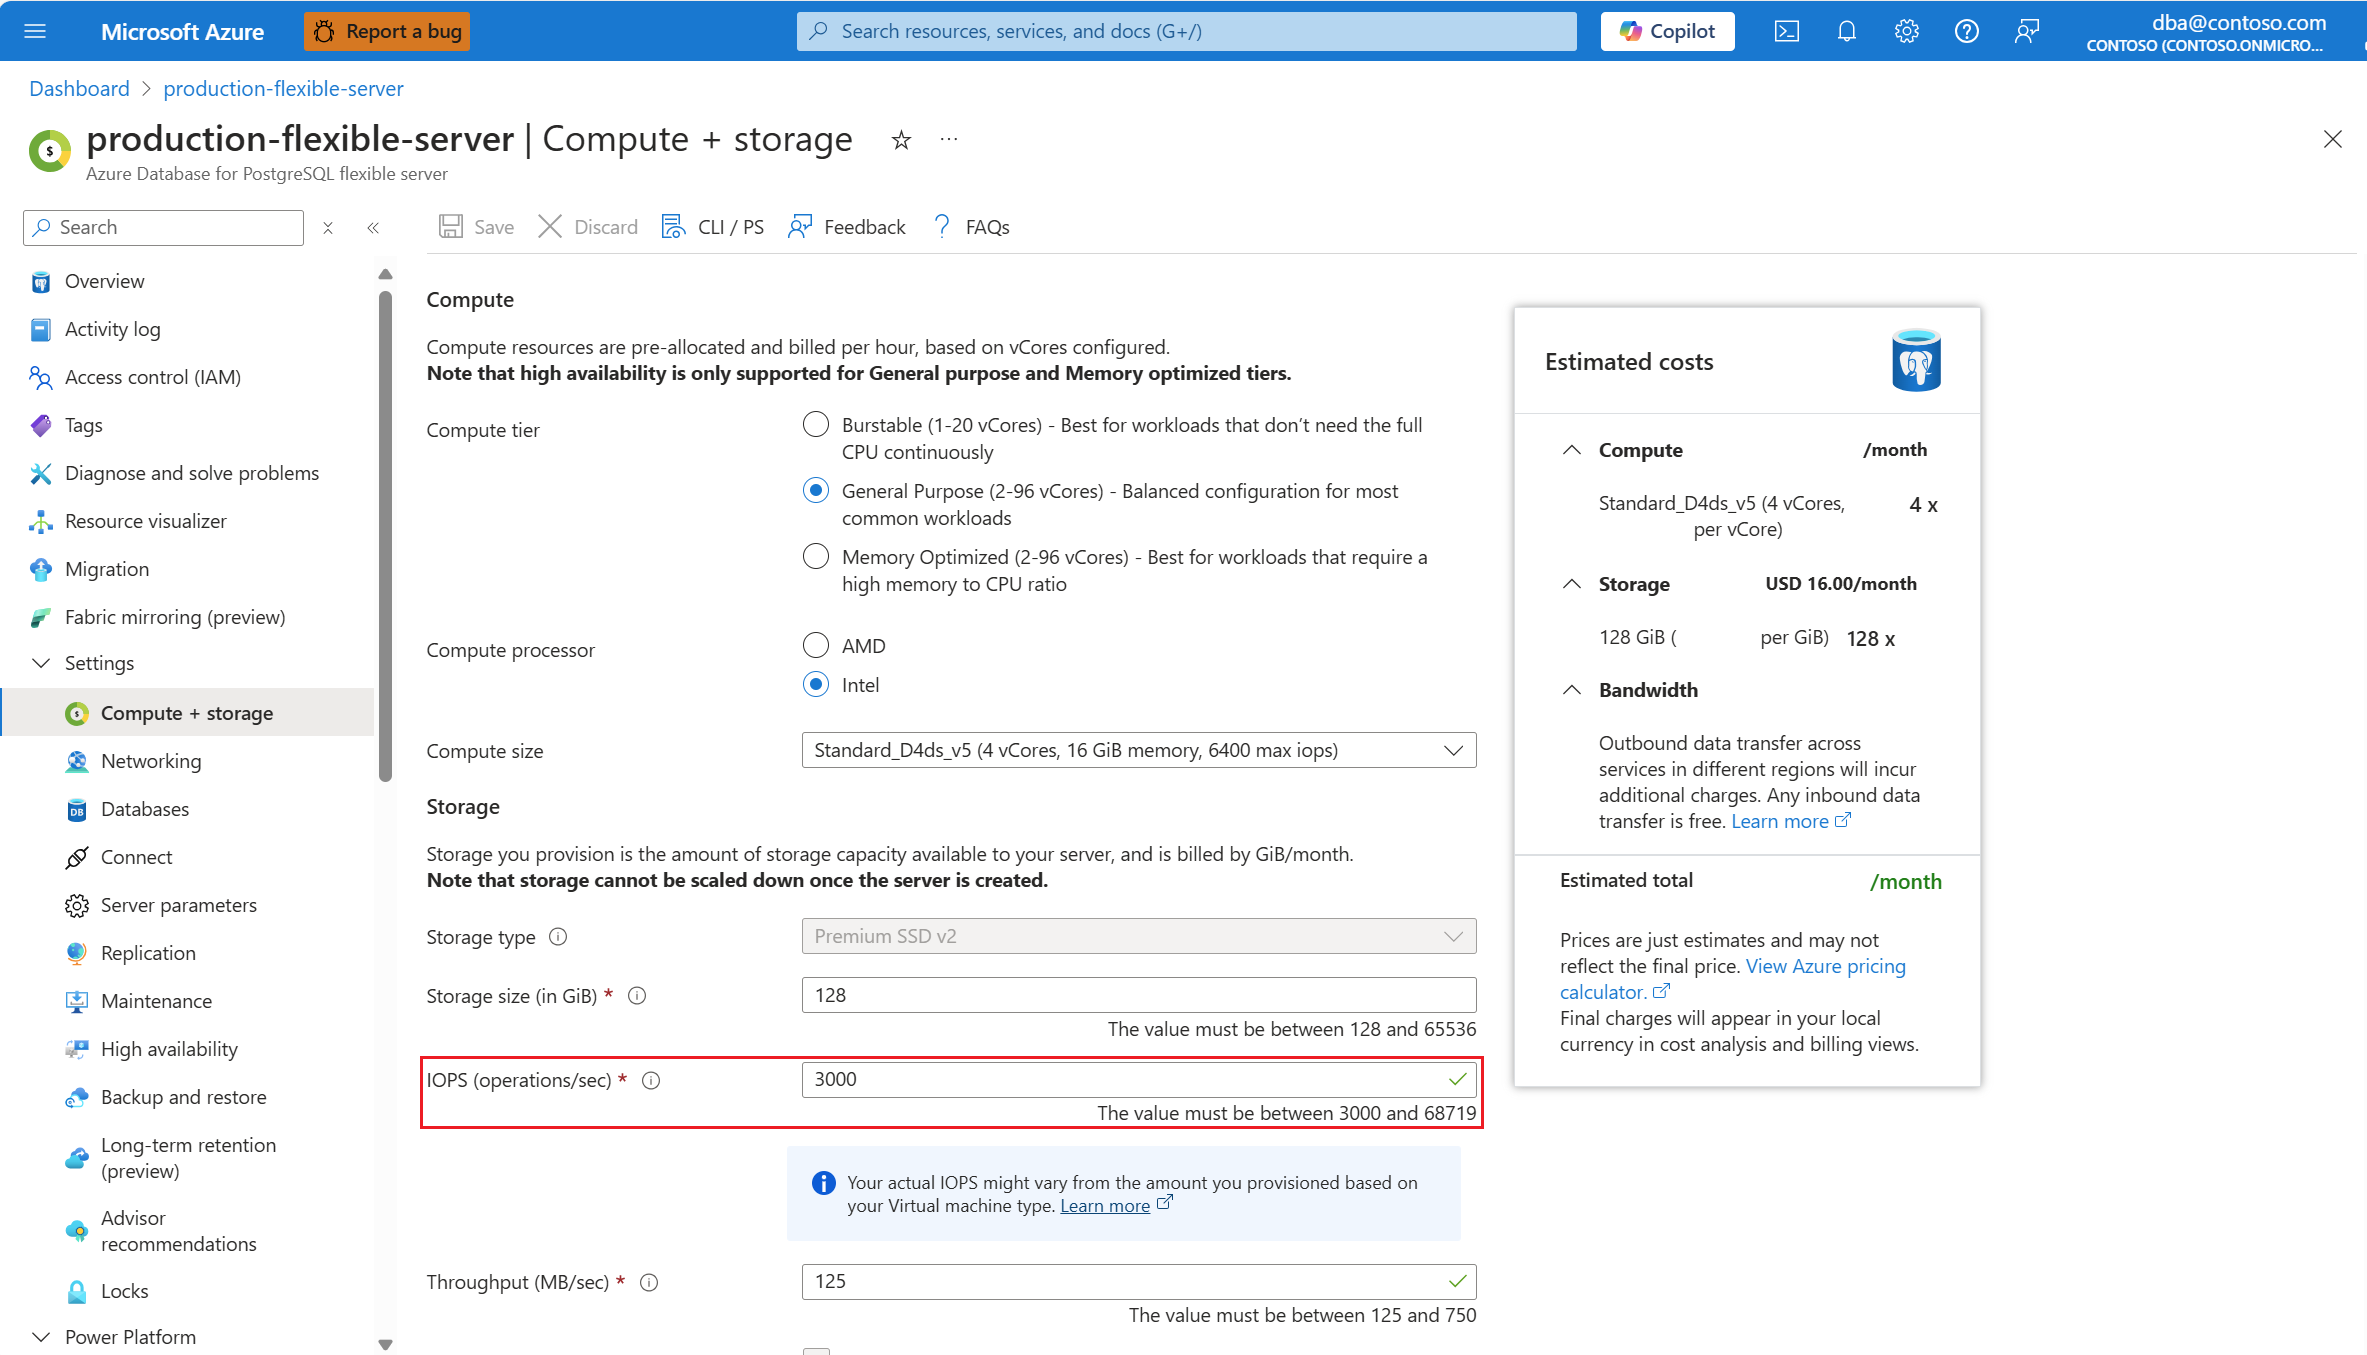 Microsoft Azure
Report a bug
Search resources, services, and docs (G+/)
Copilot
dba@contoso.com
CONTOSO (CONTOSO.ONMICRO...
Dashboard > production-flexible-server
production-flexible-server | Compute + storage
Azure Database for PostgreSQL flexible server
Search
Save
Discard
CLI / PS
Feedback
FAQs
Overview
Activity log
Access control (IAM)
Tags
Diagnose and solve problems
Resource visualizer
Migration
Fabric mirroring (preview)
Settings
Compute + storage
Networking
Databases
Connect
Server parameters
Replication
Maintenance
High availability
Backup and restore
Long-term retention
(preview)
Advisor
recommendations
Locks
Power Platform
Compute
Compute resources are pre-allocated and billed per hour, based on vCores configured.
Note that high availability is only supported for General purpose and Memory optimized tiers.
Compute tier
Burstable (1-20 vCores) - Best for workloads that don't need the full
CPU continuously
General Purpose (2-96 vCores) - Balanced configuration for most
common workloads
Memory Optimized (2-96 vCores) - Best for workloads that require a
high memory to CPU ratio
Compute processor
AMD
Intel
Compute size
Standard_D4ds_v5 (4 vCores, 16 GiB memory, 6400 max iops)
Storage
Storage you provision is the amount of storage capacity available to your server, and is billed by GiB/month.
Note that storage cannot be scaled down once the server is created.
Storage type
Premium SSD v2
Storage size (in GiB) *
128
The value must be between 128 and 65536
IOPS (operations/sec) *
3000
The value must be between 3000 and 68719
Your actual IOPS might vary from the amount you provisioned based on
your Virtual machine type. Learn more
Throughput (MB/sec) *
125
The value must be between 125 and 750
Estimated costs
Compute /month
Standard_D4ds_v5 (4 vCores, 4 x
per vCore)
Storage USD 16.00/month
128 GiB ( per GiB) 128 x
Bandwidth
Outbound data transfer across
services in different regions will incur
additional charges. Any inbound data
transfer is free. Learn more
Estimated total /month
Prices are just estimates and may not
reflect the final price. View Azure pricing
calculator.
Final charges will appear in your local
currency in cost analysis and billing views.